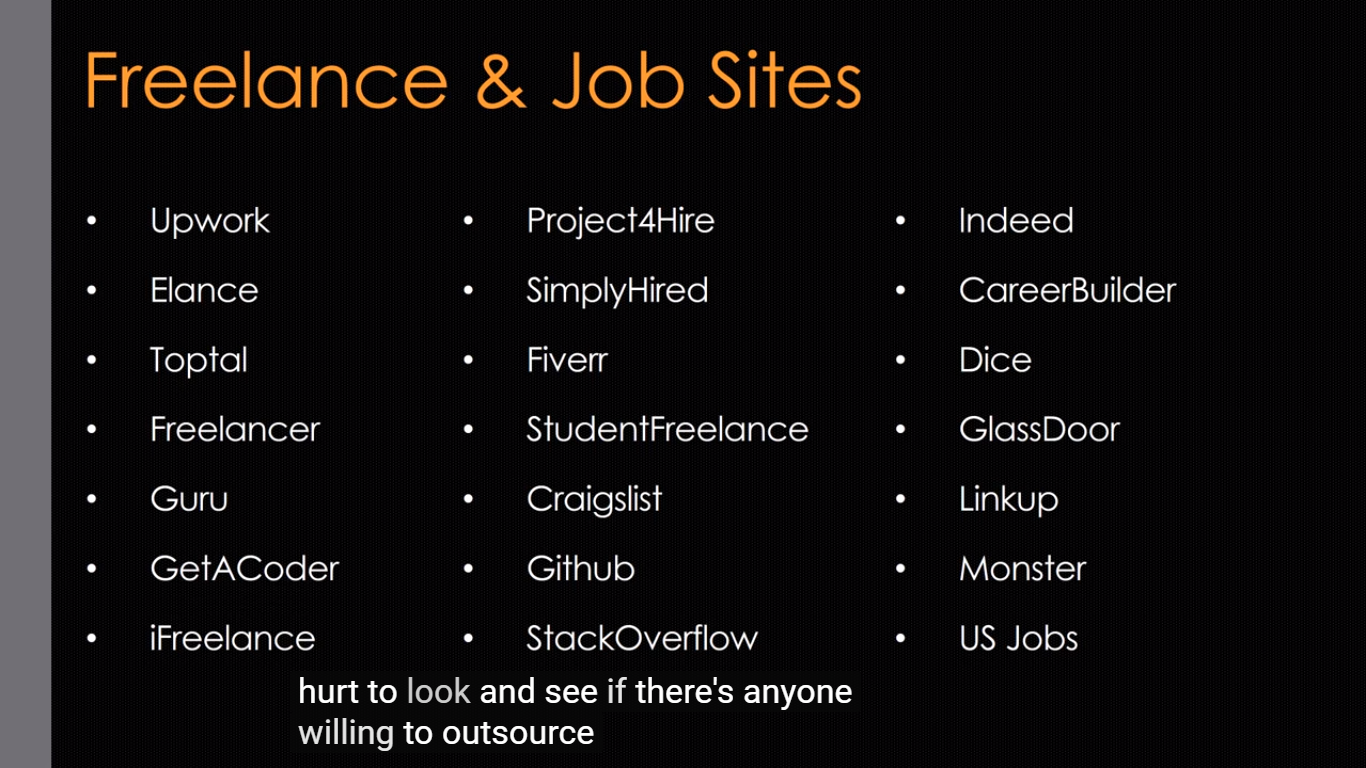 Freelance & Job Sites
• Upwork
• Elance
• Toptal
• Freelancer
• Guru
• GetACoder
• iFreelance
• Project4Hire
• SimplyHired
• Fiverr
• StudentFreelance
• Craigslist
• Github
• StackOverflow
• Indeed
• CareerBuilder
• Dice
• GlassDoor
• Linkup
• Monster
• US Jobs
hurt to look and see if there's anyone
willing to outsource